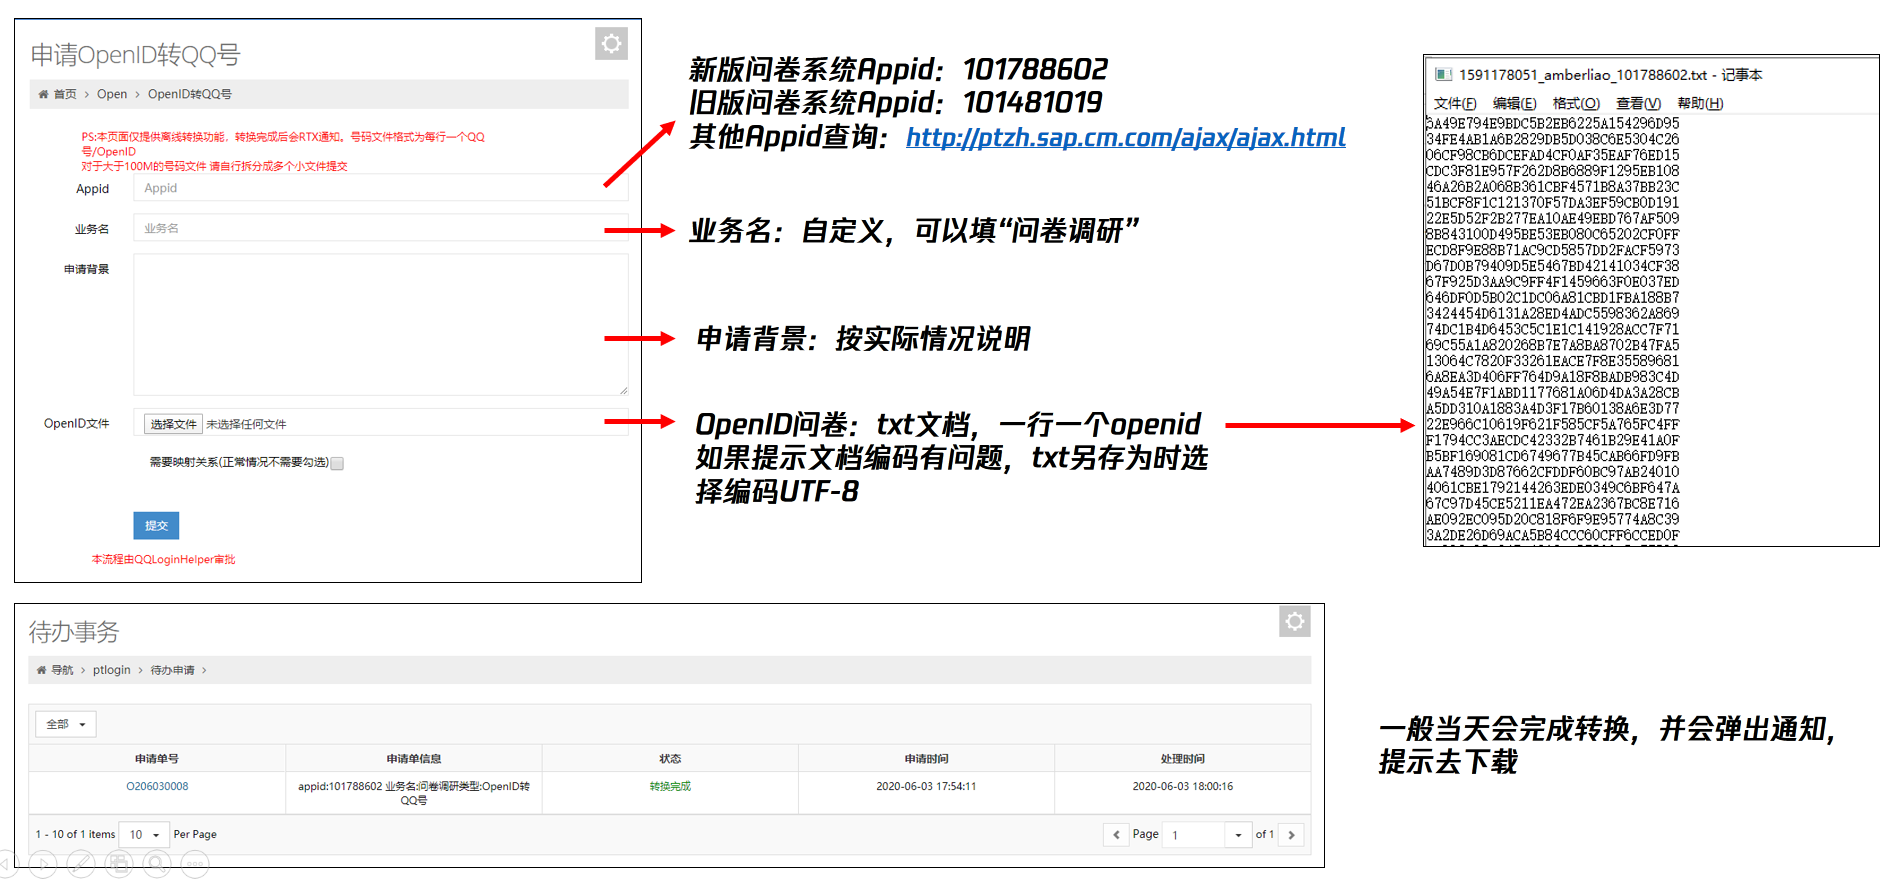 申请OpenID转QQ号
首页 > Open > OpenID转QQ号
PS:本页面仅提供离线转换功能，转换完成后会RTX通知。号码文件格式为每行一个QQ
号/OpenID
对于大于100M的号码文件 请自行拆分成多个小文件提交
Appid Appid
业务名 业务名
申请背景
OpenID文件 选择文件 未选择任何文件
需要映射关系(正常情况不需要勾选)
提交
本流程由QQLoginHelper审批
新版问卷系统Appid：101788602
旧版问卷系统Appid：101481019
其他Appid查询：http://ptzh.sap.cm.com/ajax/ajax.html
业务名：自定义，可以填“问卷调研”
申请背景：按实际情况说明
OpenID问卷：txt文档，一行一个openid
如果提示文档编码有问题，txt另存为时选
择编码UTF-8
1591178051_amberliao_101788602.txt - 记事本
文件(F) 编辑(E) 格式(O) 查看(V) 帮助(H)
3A49E794E9BDC5B2EB6225A154296D95
34FE4AB1A6B2829DB5D038C6E5304C26
06CF98CB6DCEFAD4CF0AF35EAF76ED15
CDC3F81E957F262D8B6889F1295EB108
46A26B2A068B361CBF4571B8A37BB23C
51BCF8F1C121370F57DA3EF59CB0D191
22E5D52F2B277EA10AE49EBD767AF509
8B843100D495BE53EB080C65202CF0FF
ECD8F9E88B71AC9CD5857DD2FACF5973
D67D0B79409D5E5467BD42141034CF38
67F925D3AA9C9FF4F1459663F0E037ED
646DF0D5B02C1DC06A81CBD1FBA188B7
3424454D6131A28ED4ADC5598362A869
74DC1B4D6453C5C1E1C141928ACC7F71
69C55A1A820268B7E7A8BA8702B47FA5
13064C7820F33261EACE7F8E35589681
6A8EA3D406FF764D9A18F8BADB983C4D
49A54E7F1ABD1177681A06D4DA3A28CB
A5DD310A1883A4D3F17B60138A6E3D77
22E966C10619F621F585CF5A765FC4FF
F1794CC3AECDC42332B7461B29E41A0F
B5BF169081CD6749677B45CAB66FD9FB
AA7489D3D87662CFDDF60BC97AB24010
4061CBE1792144263EDE0349C6BF647A
67C97D45CE5211EA472EA2367BC8E716
AE092EC095D20C818F6F9E95774A8C39
3A2DE26D69ACA5B84CCC60CFF6CCED0F
待办事务
导航 > ptlogin > 待办申请 >
全部
申请单号 申请单信息 状态 申请时间 处理时间
O206030008 appid:101788602 业务名:问卷调研类型:OpenID转 转换完成 2020-06-03 17:54:11 2020-06-03 18:00:16
QQ号
1 - 10 of 1 items 10 Per Page Page 1 of 1
一般当天会完成转换，并会弹出通知，
提示去下载